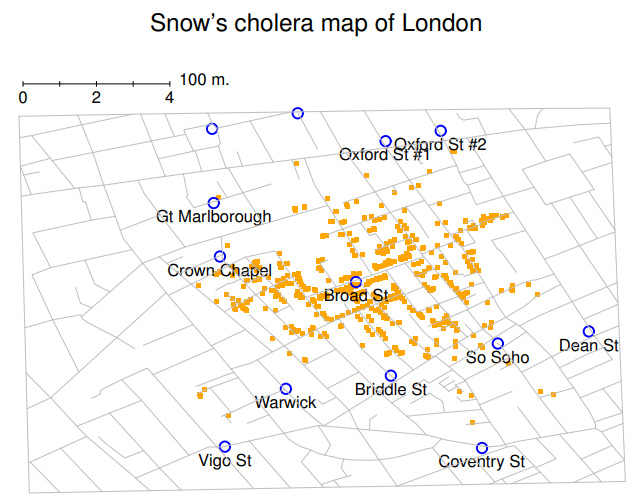 Snow's cholera map of London
100 m.
0 2 4
Oxford St #2
Oxford St #1
Gt Marlborough
Crown Chapel
Broad St
Dean St
So Soho
Briddle St
Warwick
Vigo St
Coventry St